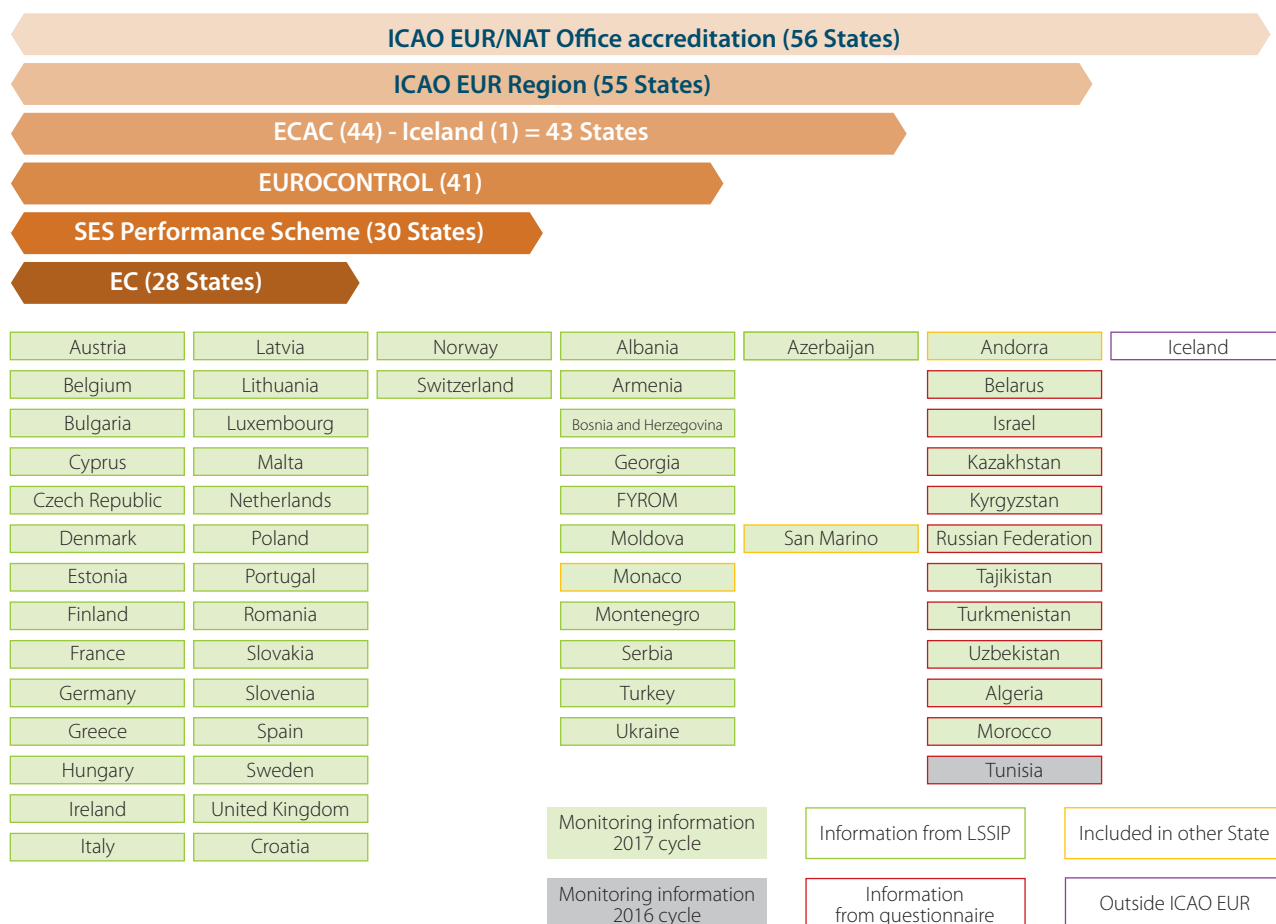 ICAO EUR/NAT Office accreditation (56 States)
ICAO EUR Region (55 States)
ECAC (44) - Iceland (1) = 43 States
EUROCONTROL (41)
SES Performance Scheme (30 States)
EC (28 States)
Austria Latvia Norway Albania Azerbaijan Andorra Iceland
Belgium Lithuania Switzerland Armenia Belarus
Bulgaria Luxembourg Bosnia and Herzegovina Israel
Cyprus Malta Georgia Kazakhstan
Czech Republic Netherlands FYROM Kyrgyzstan
Denmark Poland Moldova San Marino Russian Federation
Estonia Portugal Monaco Tajikistan
Finland Romania Montenegro Turkmenistan
France Slovakia Serbia Uzbekistan
Germany Slovenia Turkey Algeria
Greece Spain Ukraine Morocco
Hungary Sweden Tunisia
Ireland United Kingdom
Italy Croatia
Monitoring information
2017 cycle
Information from LSSIP
Included in other State
Monitoring information
2016 cycle
Information
from questionnaire
Outside ICAO EUR